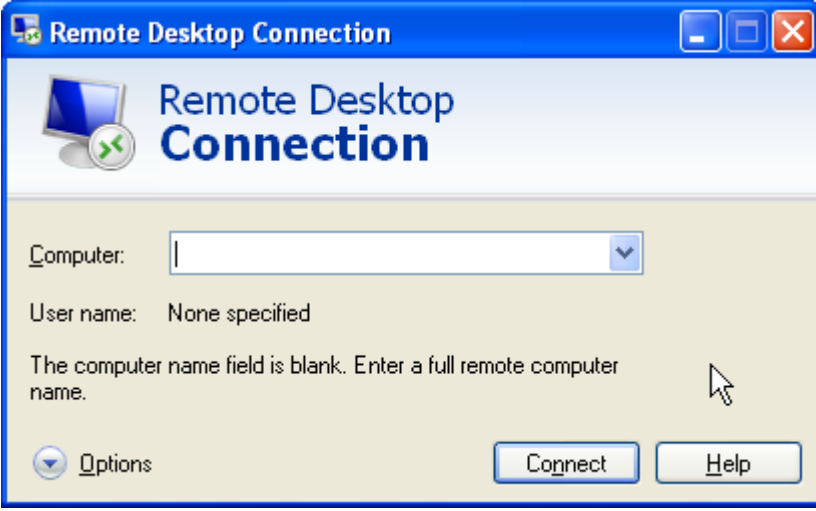 Remote Desktop Connection
Remote Desktop
Connection
Computer:
User name: None specified
The computer name field is blank. Enter a full remote computer
name.
Options Connect Help